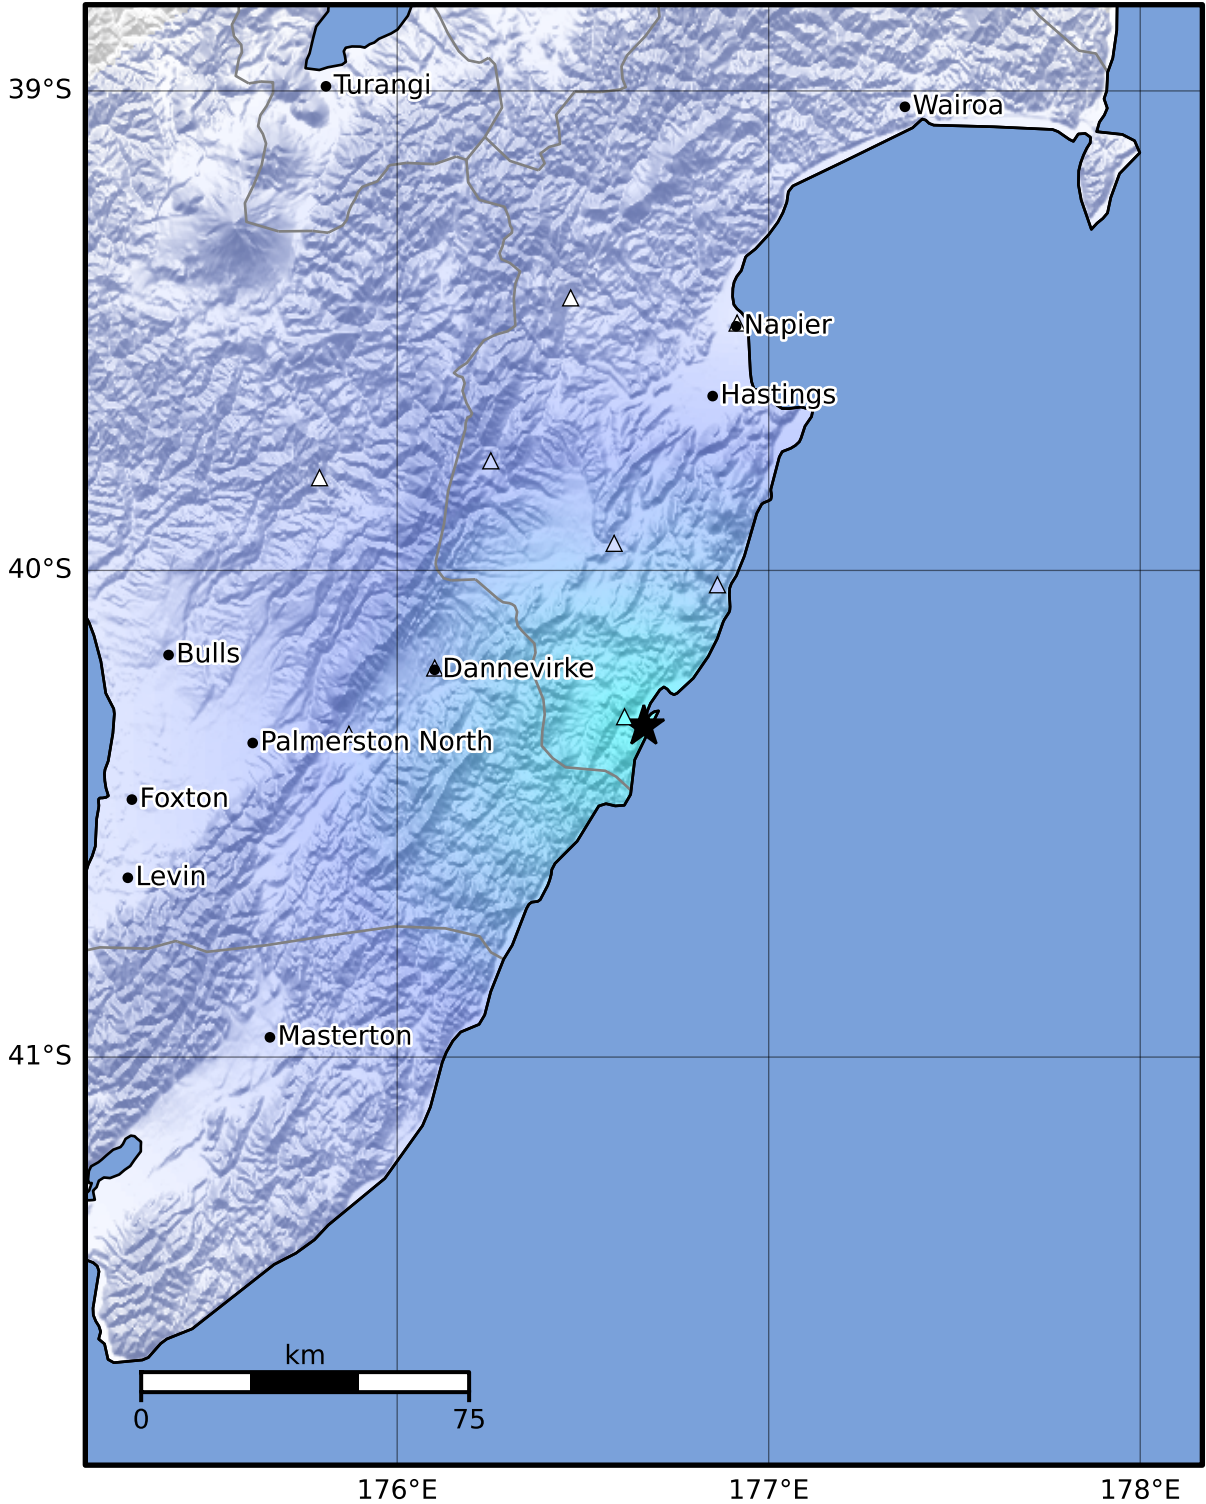 Turangi
39°S
Wairoa
Napier
Hastings
40°S
Bulls
Dannevirke
Palmerston North
Foxton
Levin
Masterton
41°S
km
0 75
176°E 177°E 178°E